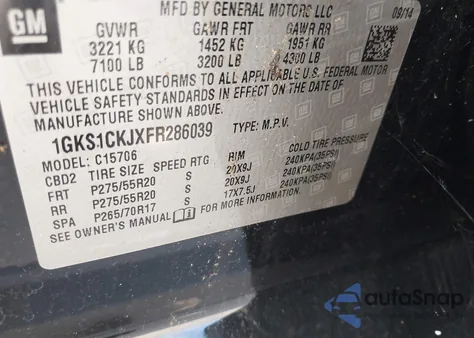 GM
MFD BY GENERAL MOTORS LLC
09/14
GVWR GAWR FRT GAWR RR
3221 KG 1452 KG 1951 KG
7100 LB 3200 LB 4300 LB
THIS VEHICLE CONFORMS TO ALL APPLICABLE U.S. FEDERAL MOTOR
VEHICLE SAFETY STANDARDS IN EFFECT ON THE DATE OF
MANUFACTURE SHOWN ABOVE.
1GKS1CKJXFR286039 TYPE: M.P.V.
MODEL: C15706
CBD2 TIRE SIZE SPEED RTG RIM COLD TIRE PRESSURE
FRT P275/55R20 S 20X9J 240KPA(35PSI)
RR P275/55R20 S 20X9J 240KPA(35PSI)
SPA P265/70R17 S 17X7.5J 240KPA(35PSI)
SEE OWNER'S MANUAL FOR MORE INFORMATION.
autoSnap